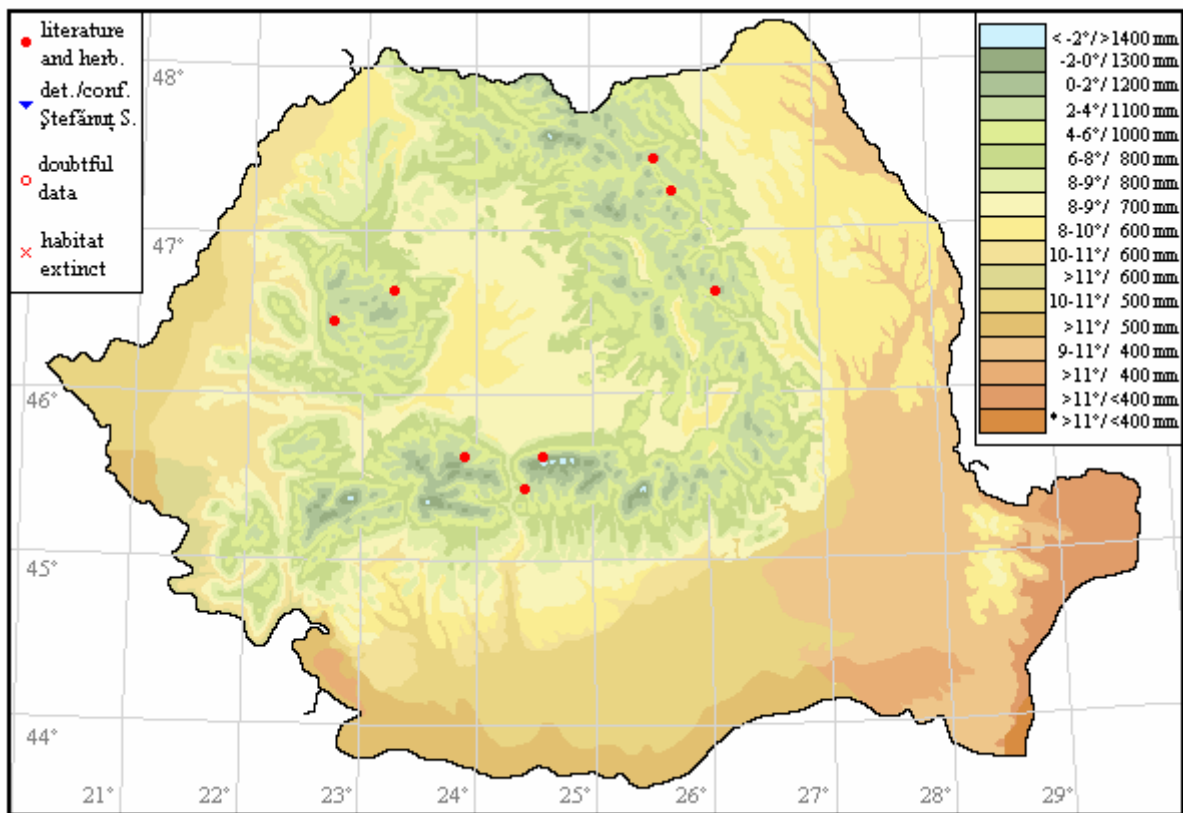 literature
and herb.
det./conf.
Ştefănuţ S.
doubtful
data
habitat
extinct
< -2°/>1400 mm
-2-0°/1300 mm
0-2°/1200 mm
2-4°/1100 mm
4-6°/1000 mm
6-8°/ 800 mm
8-9°/ 800 mm
8-9°/ 700 mm
8-10°/ 600 mm
10-11°/ 600 mm
>11°/ 600 mm
10-11°/ 500 mm
>11°/ 500 mm
9-11°/ 400 mm
>11°/ 400 mm
>11°/<400 mm
* >11°/<400 mm
48°
47°
46°
45°
44°
21° 22° 23° 24° 25° 26° 27° 28° 29°